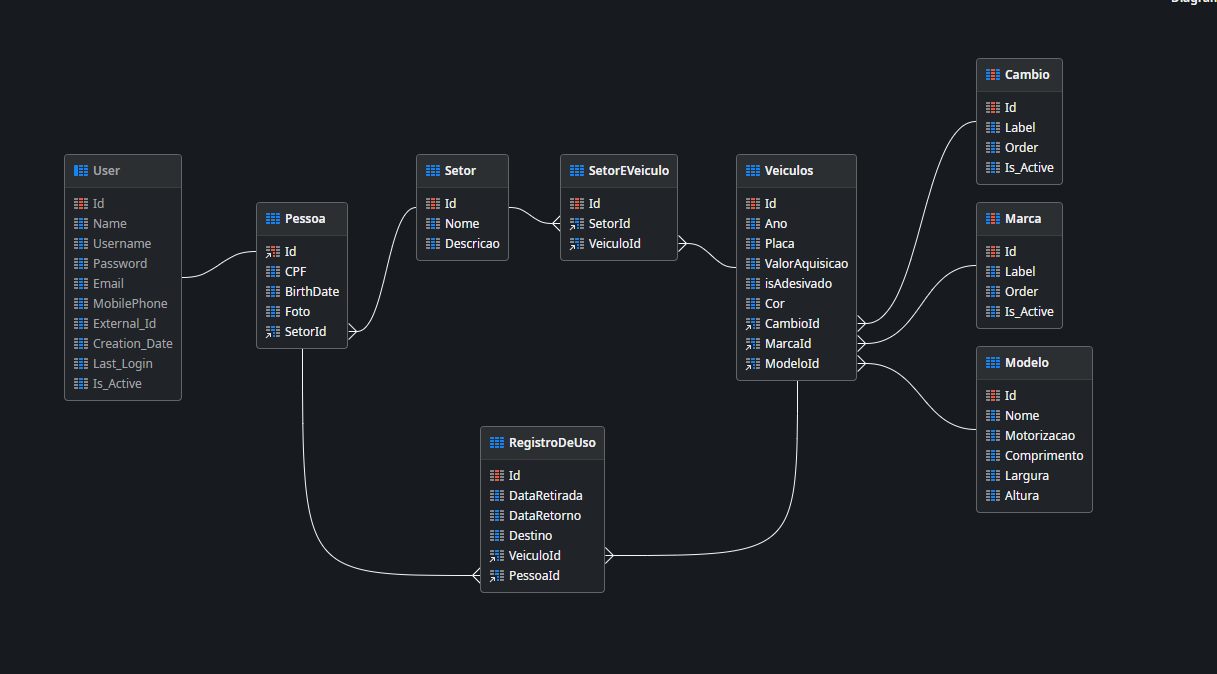 User
Id
Name
Username
Password
Email
MobilePhone
External_Id
Creation_Date
Last_Login
Is_Active
Pessoa
Id
CPF
BirthDate
Foto
SetorId
Setor
Id
Nome
Descricao
SetorEVeiculo
Id
SetorId
VeiculoId
Veiculos
Id
Ano
Placa
ValorAquisicao
isAdesivado
Cor
CambioId
MarcaId
ModeloId
Cambio
Id
Label
Order
Is_Active
Marca
Id
Label
Order
Is_Active
Modelo
Id
Nome
Motorizacao
Comprimento
Largura
Altura
RegistroDeUso
Id
DataRetirada
DataRetorno
Destino
VeiculoId
PessoaId